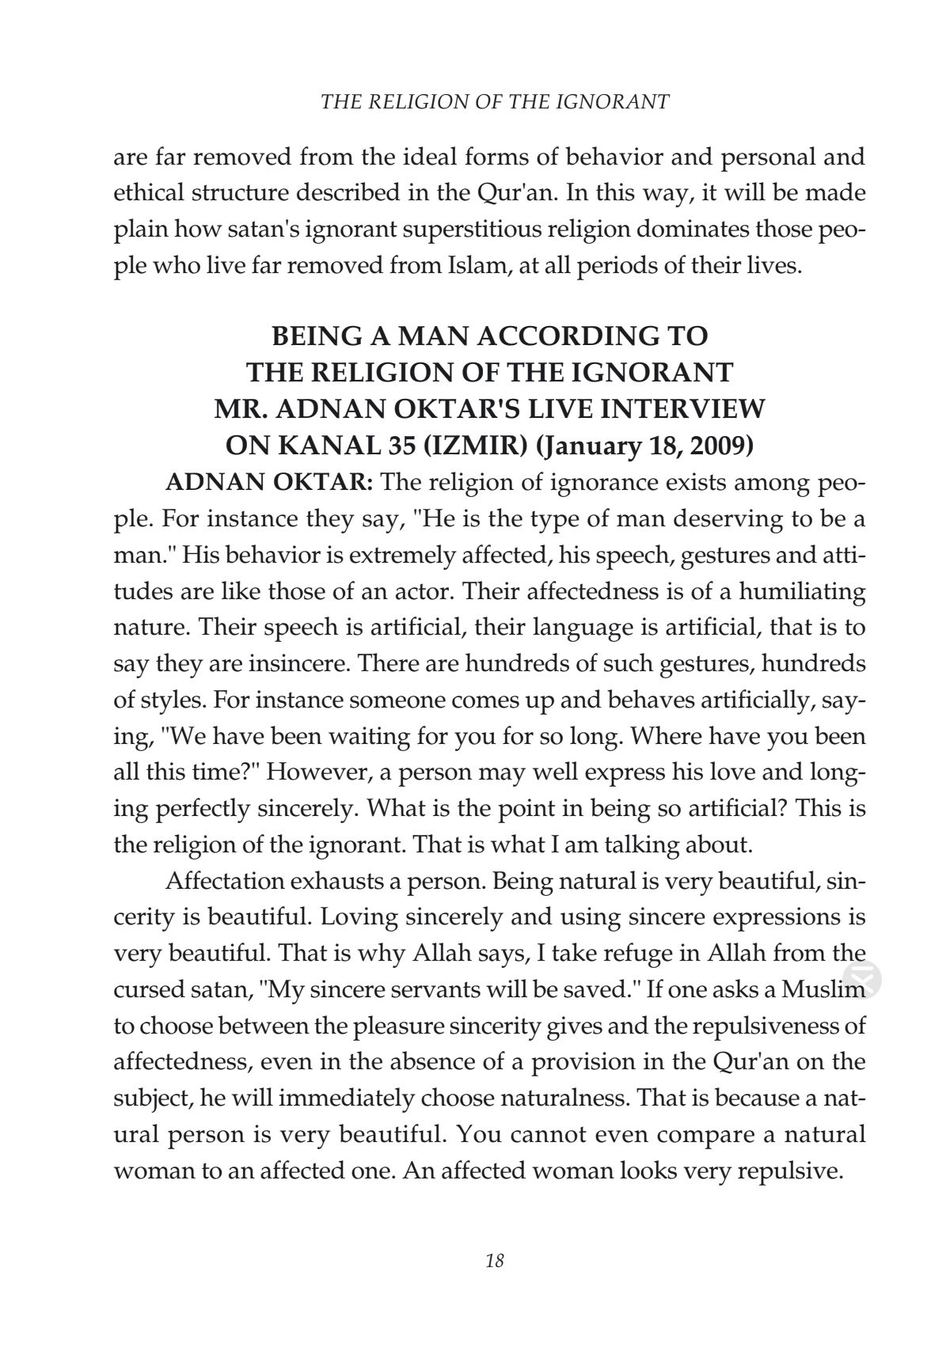 THE RELIGION OF THE IGNORANT
are far removed from the ideal forms of behavior and personal and
ethical structure described in the Qur'an. In this way, it will be made
plain how satan's ignorant superstitious religion dominates those peo-
ple who live far removed from Islam, at all periods of their lives.
BEING A MAN ACCORDING TO
THE RELIGION OF THE IGNORANT
MR. ADNAN OKTAR'S LIVE INTERVIEW
ON KANAL 35 (IZMIR) (January 18, 2009)
ADNAN OKTAR: The religion of ignorance exists among peo-
ple. For instance they say, "He is the type of man deserving to be a
man." His behavior is extremely affected, his speech, gestures and atti-
tudes are like those of an actor. Their affectedness is of a humiliating
nature. Their speech is artificial, their language is artificial, that is to
say they are insincere. There are hundreds of such gestures, hundreds
of styles. For instance someone comes up and behaves artificially, say-
ing, "We have been waiting for you for so long. Where have you been
all this time?" However, a person may well express his love and long-
ing perfectly sincerely. What is the point in being so artificial? This is
the religion of the ignorant. That is what I am talking about.
Affectation exhausts a person. Being natural is very beautiful, sin-
cerity is beautiful. Loving sincerely and using sincere expressions is
very beautiful. That is why Allah says, I take refuge in Allah from the
cursed satan, "My sincere servants will be saved." If one asks a Muslim
to choose between the pleasure sincerity gives and the repulsiveness of
affectedness, even in the absence of a provision in the Qur'an on the
subject, he will immediately choose naturalness. That is because a nat-
ural person is very beautiful. You cannot even compare a natural
woman to an affected one. An affected woman looks very repulsive.
18